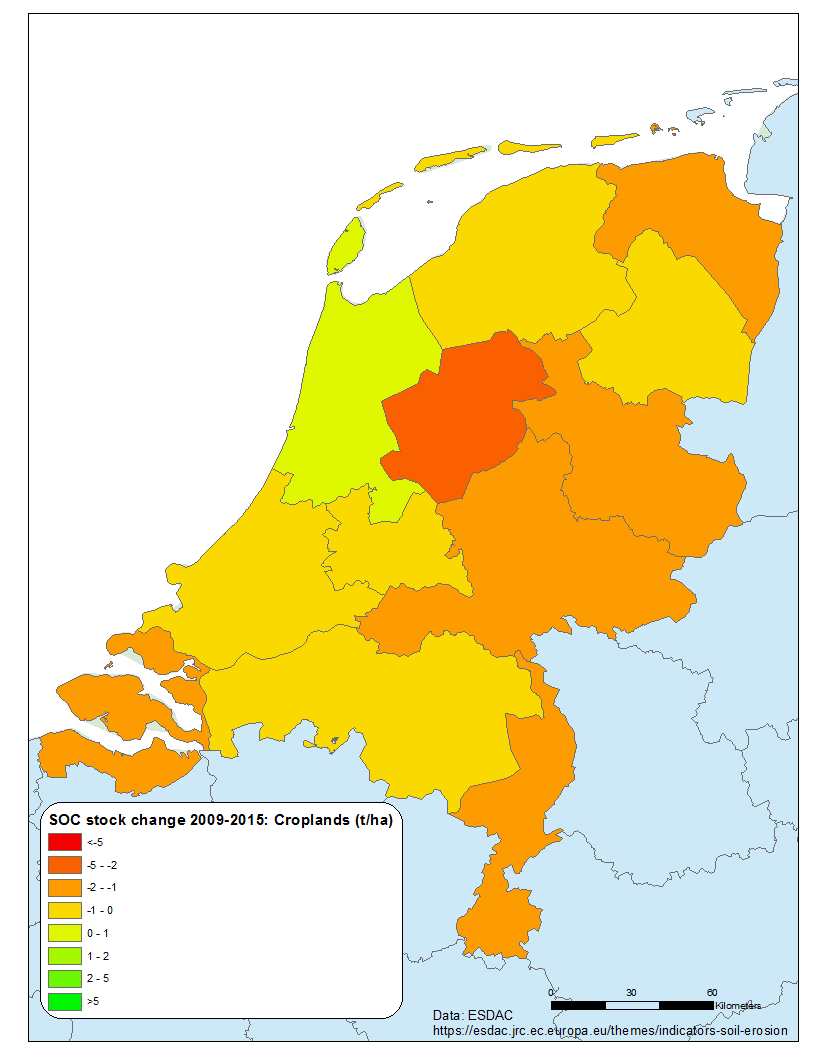 SOC stock change 2009-2015: Croplands (t/ha)
<-5
-5 - -2
-2 - -1
-1 - 0
0 - 1
1 - 2
2 - 5
>5
0 30 60
Kilometers
Data: ESDAC
https://esdac.jrc.ec.europa.eu/themes/indicators-soil-erosion